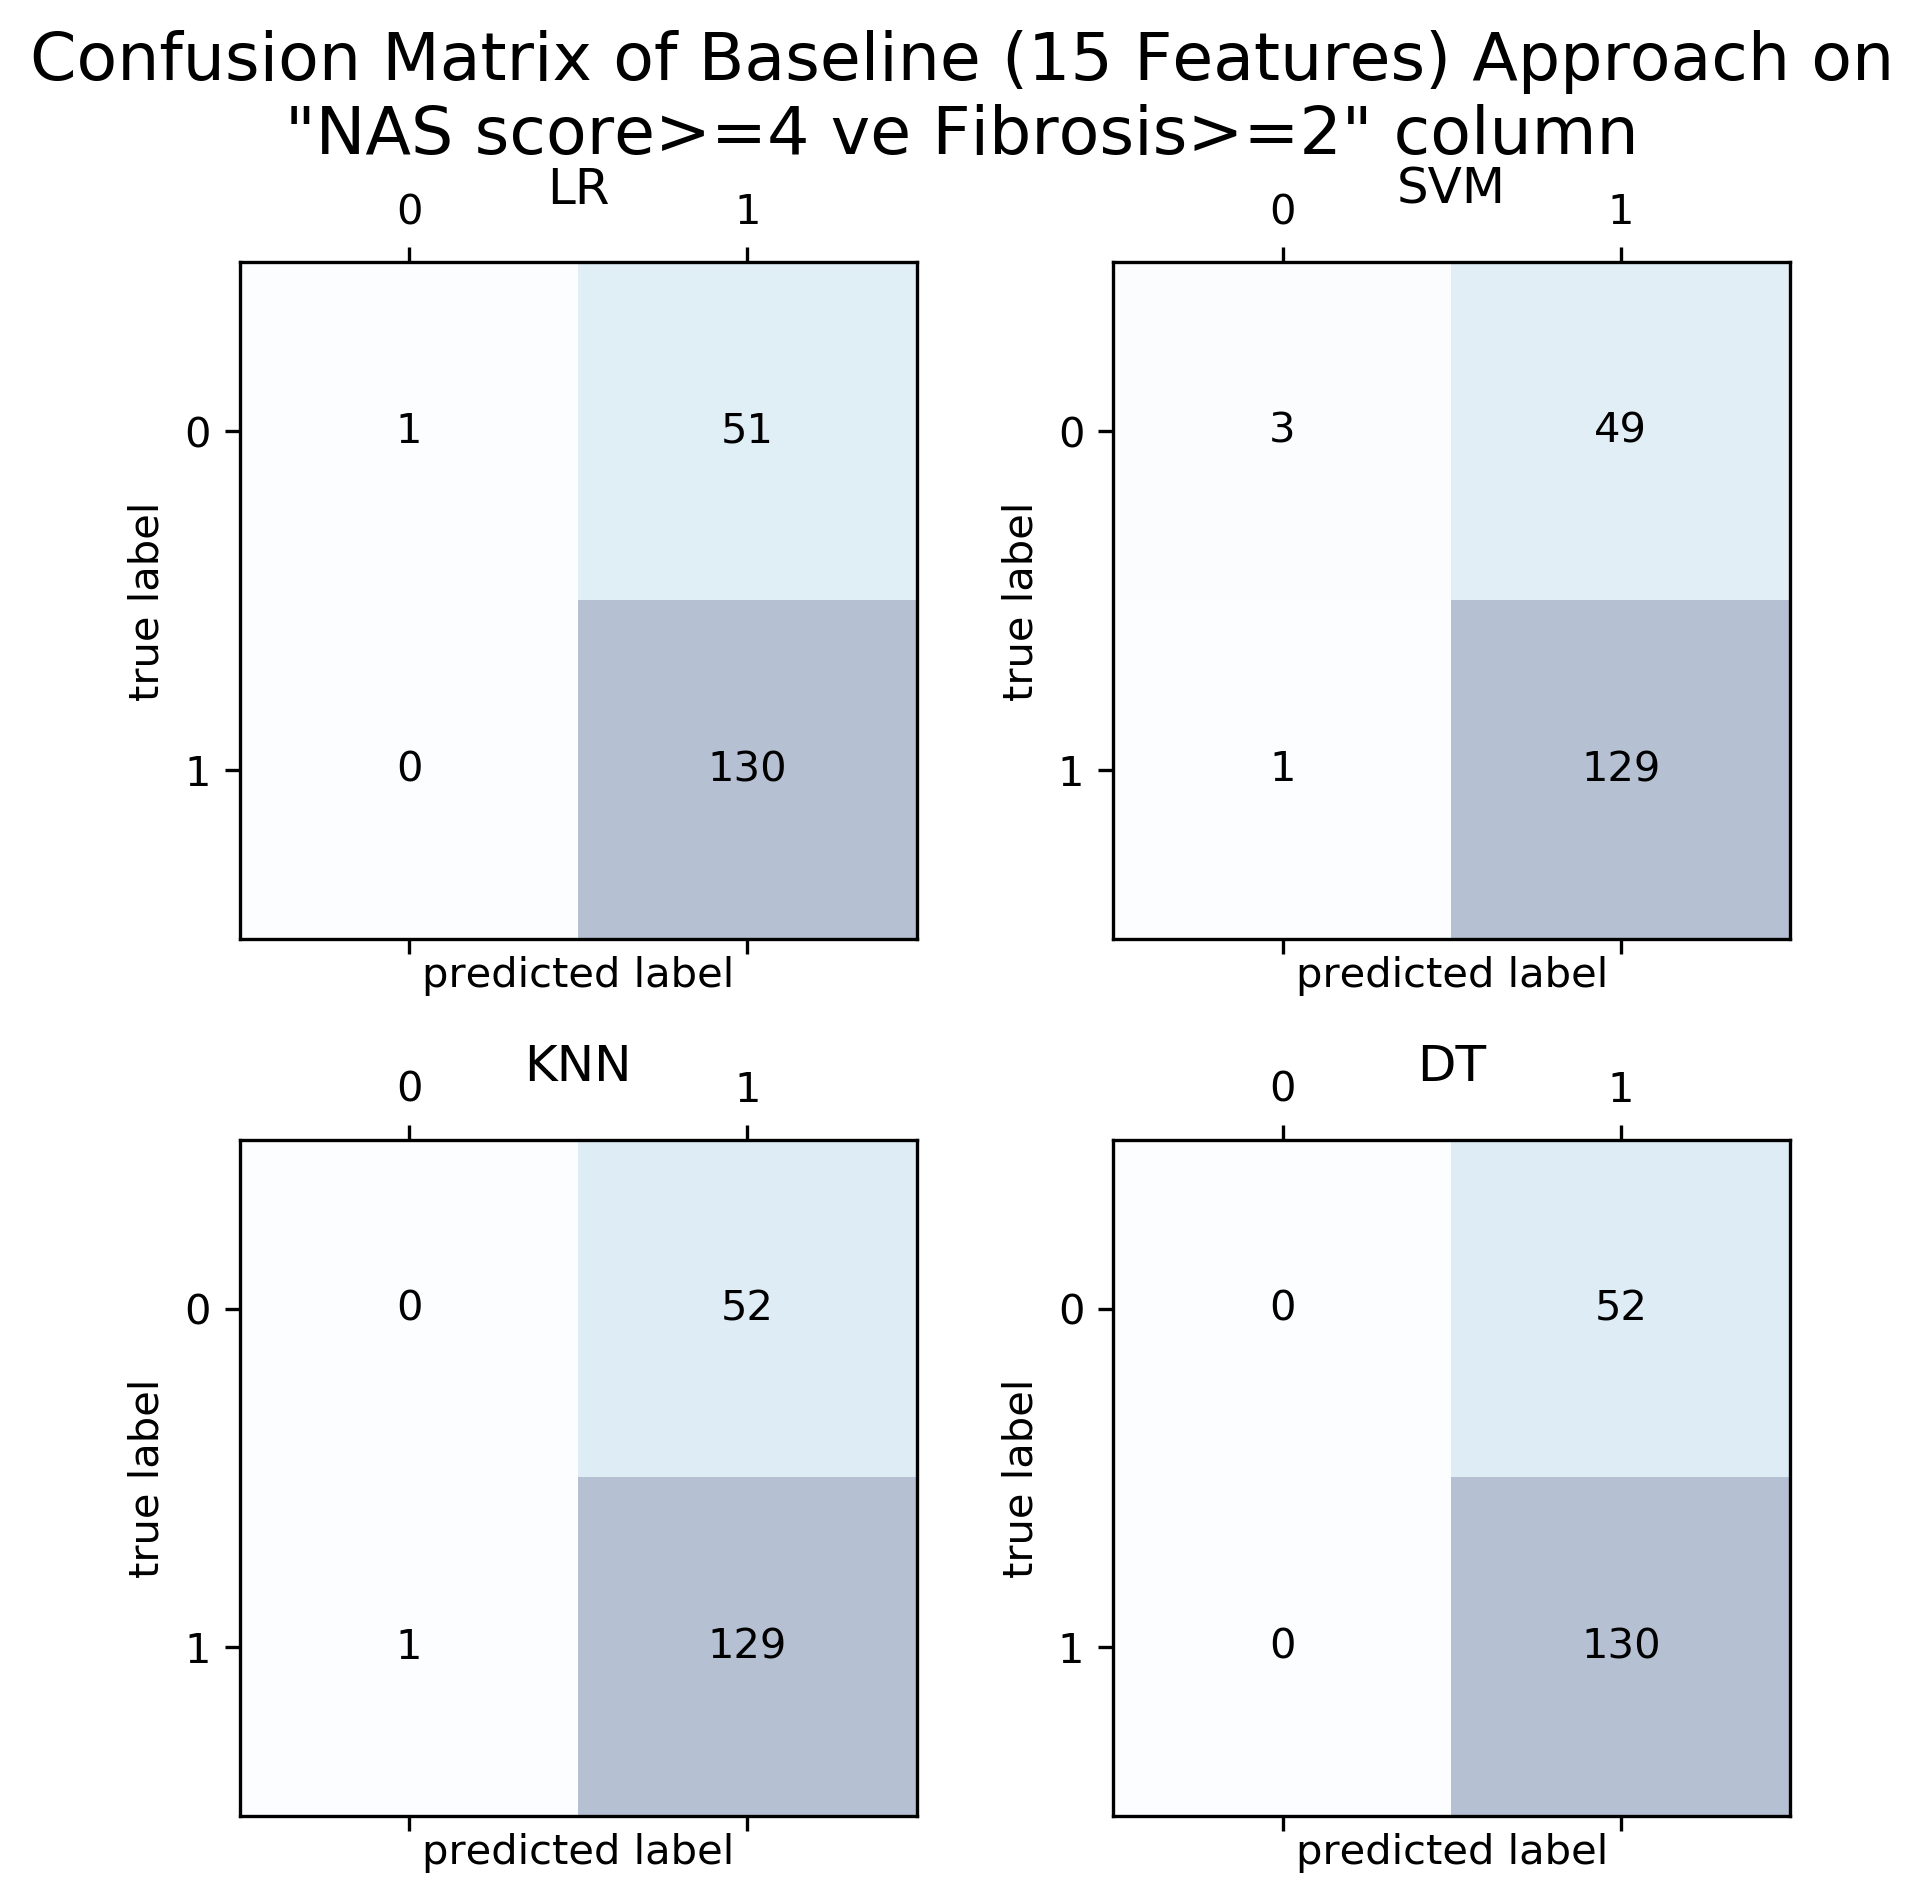 Confusion Matrix of Baseline (15 Features) Approach on
"NAS score>=4 ve Fibrosis>=2" column
LR
0 1
0 1 51
1 0 130
true label
predicted label
SVM
0 1
0 3 49
1 1 129
true label
predicted label
KNN
0 1
0 0 52
1 1 129
true label
predicted label
DT
0 1
0 0 52
1 0 130
true label
predicted label